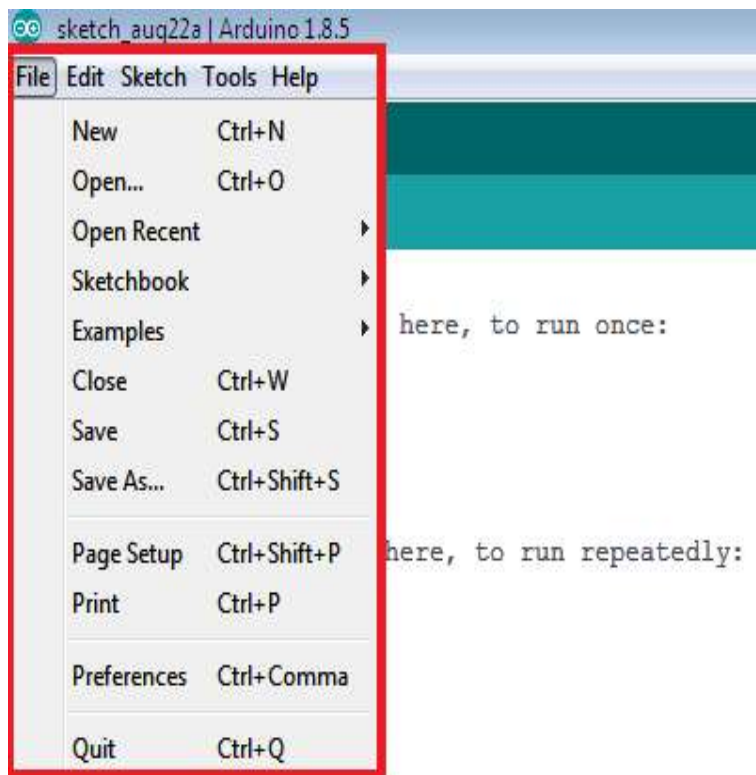 sketch_aug22a | Arduino 1.8.5
File Edit Sketch Tools Help
New Ctrl+N
Open... Ctrl+O
Open Recent
Sketchbook
Examples
here, to run once:
Close Ctrl+W
Save Ctrl+S
Save As... Ctrl+Shift+S
Page Setup Ctrl+Shift+P
here, to run repeatedly:
Print Ctrl+P
Preferences Ctrl+Comma
Quit Ctrl+Q